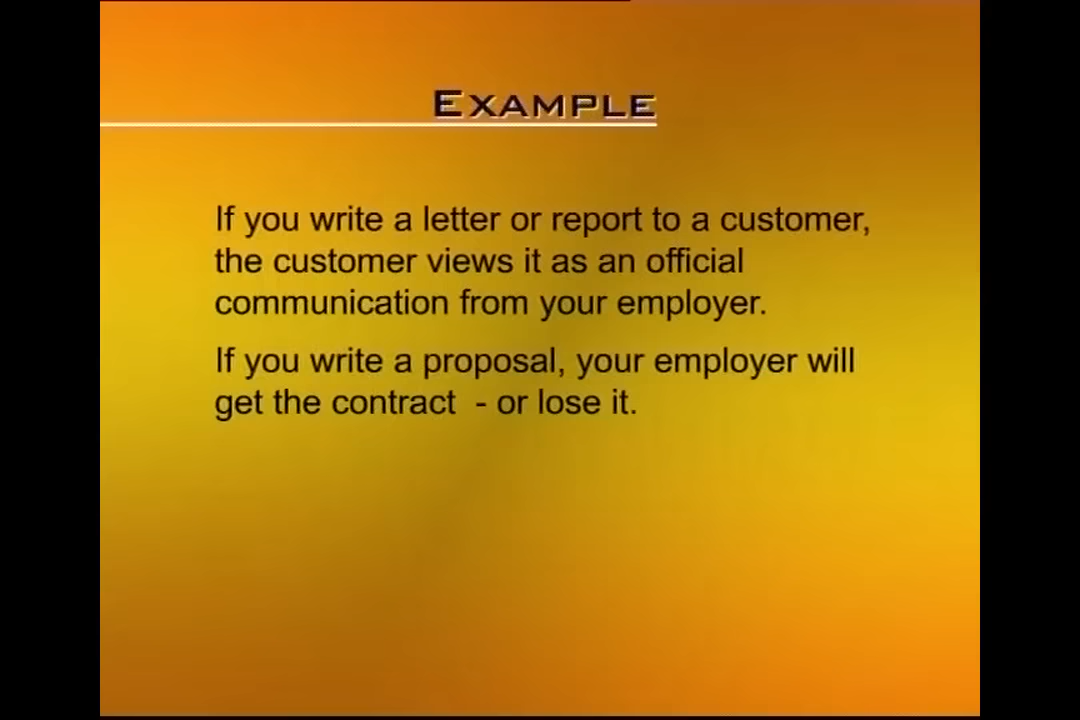 EXAMPLE
If you write a letter or report to a customer,
the customer views it as an official
communication from your employer.
If you write a proposal, your employer will
get the contract  - or lose it.